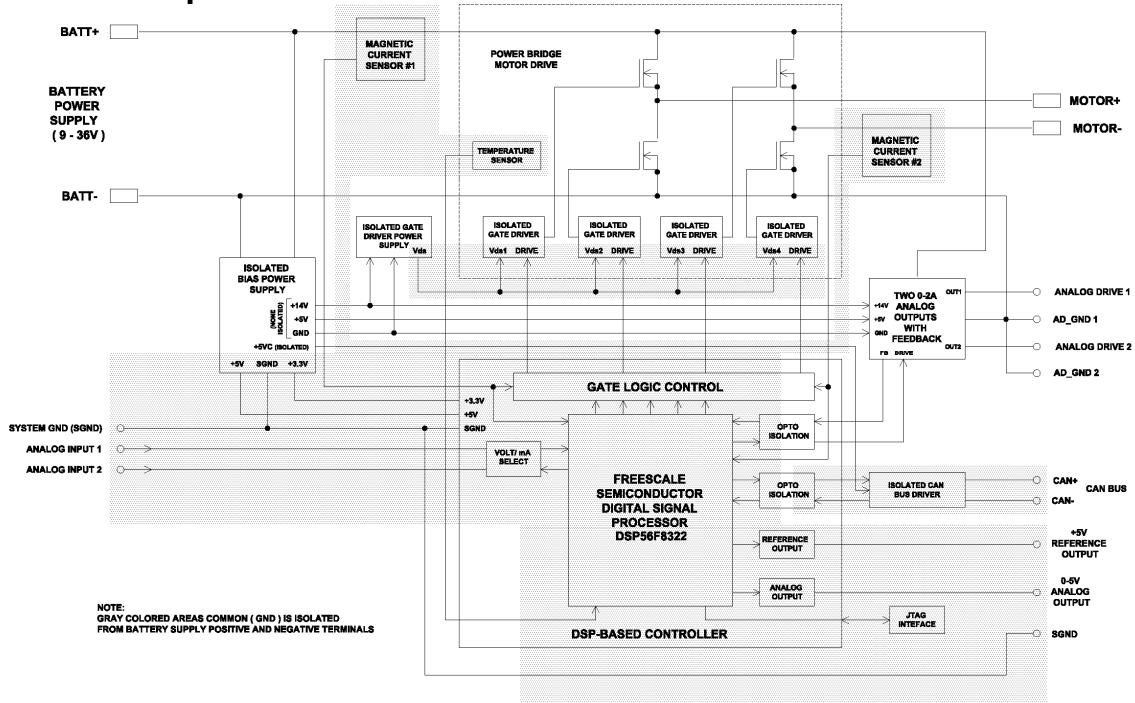 BATT+
BATTERY
POWER
SUPPLY
( 9 - 36V )
BATT-
MAGNETIC
CURRENT
SENSOR #1
POWER BRIDGE
MOTOR DRIVE
TEMPERATURE
SENSOR
MOTOR+
MOTOR-
MAGNETIC
CURRENT
SENSOR #2
ISOLATED GATE
DRIVER POWER
SUPPLY
Vds
ISOLATED
GATE DRIVER
Vds1 DRIVE
ISOLATED
GATE DRIVER
Vds2 DRIVE
ISOLATED
GATE DRIVER
Vds3 DRIVE
ISOLATED
GATE DRIVER
Vds4 DRIVE
ISOLATED
BIAS POWER
SUPPLY
(NONE
ISOLATED)
+14V
+5V
GND
+5VC (ISOLATED)
+5V SGND +3.3V
TWO 0-2A
ANALOG
OUTPUTS
WITH
FEEDBACK
+14V
+5V
GND
OUT1
OUT2
FB DRIVE
ANALOG DRIVE 1
AD_GND 1
ANALOG DRIVE 2
AD_GND 2
GATE LOGIC CONTROL
+3.3V
+5V
SGND
SYSTEM GND (SGND)
ANALOG INPUT 1
ANALOG INPUT 2
VOLT/ mA
SELECT
FREESCALE
SEMICONDUCTOR
DIGITAL SIGNAL
PROCESSOR
DSP56F8322
OPTO
ISOLATION
OPTO
ISOLATION
ISOLATED CAN
BUS DRIVER
CAN+
CAN-
CAN BUS
REFERENCE
OUTPUT
+5V
REFERENCE
OUTPUT
ANALOG
OUTPUT
0-5V
ANALOG
OUTPUT
JTAG
INTEFACE
SGND
DSP-BASED CONTROLLER
NOTE:
GRAY COLORED AREAS COMMON ( GND ) IS ISOLATED
FROM BATTERY SUPPLY POSITIVE AND NEGATIVE TERMINALS